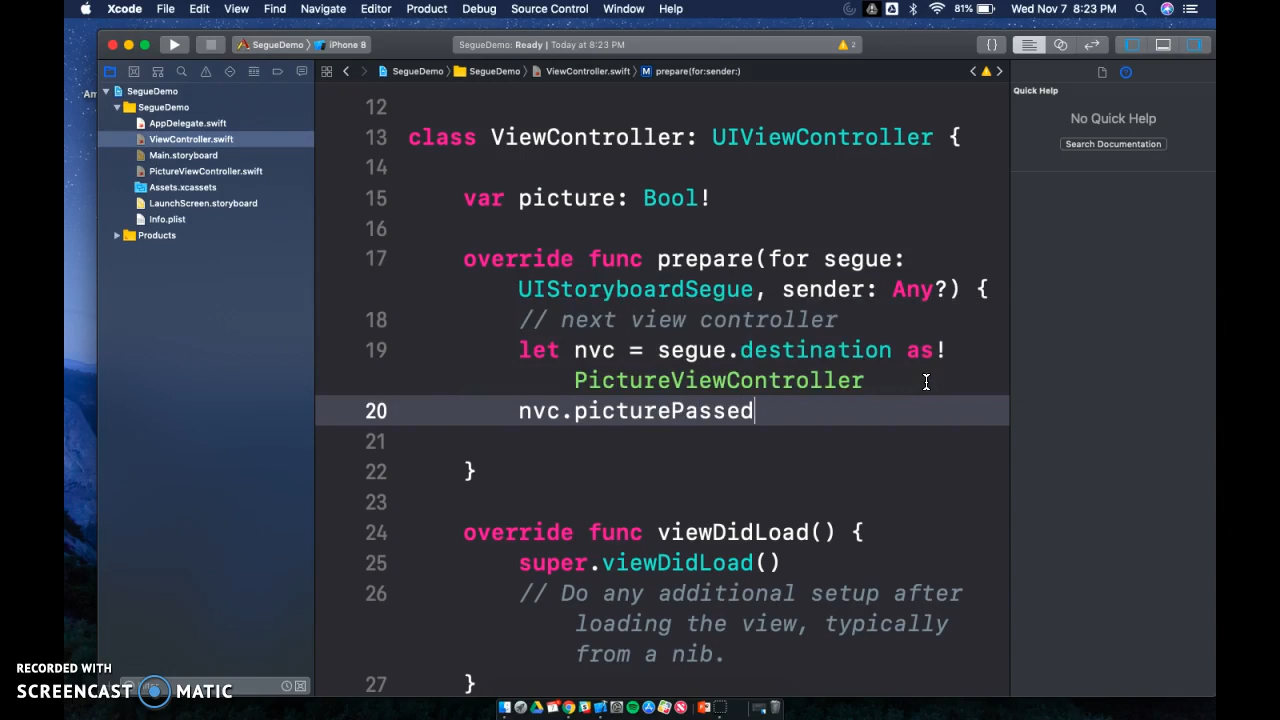 Xcode File Edit View Find Navigate Editor Product Debug Source Control Window Help 81% Wed Nov 7 8:23 PM
SegueDemo iPhone 8 SegueDemo: Ready | Today at 8:23 PM 2 { }
SegueDemo SegueDemo ViewController.swift M prepare(for:sender:)
Quick Help
No Quick Help
Search Documentation
SegueDemo
SegueDemo
AppDelegate.swift
ViewController.swift
Main.storyboard
PictureViewController.swift
Assets.xcassets
LaunchScreen.storyboard
Info.plist
Products
Am
12
13 class ViewController: UIViewController {
14
15 var picture: Bool!
16
17 override func prepare(for segue:
UIStoryboardSegue, sender: Any?) {
18 // next view controller
19 let nvc = segue.destination as!
PictureViewController
20 nvc.picturePassed
21
22 }
23
24 override func viewDidLoad() {
25 super.viewDidLoad()
26 // Do any additional setup after
loading the view, typically
from a nib.
27 }
RECORDED WITH
SCREENCAST MATIC